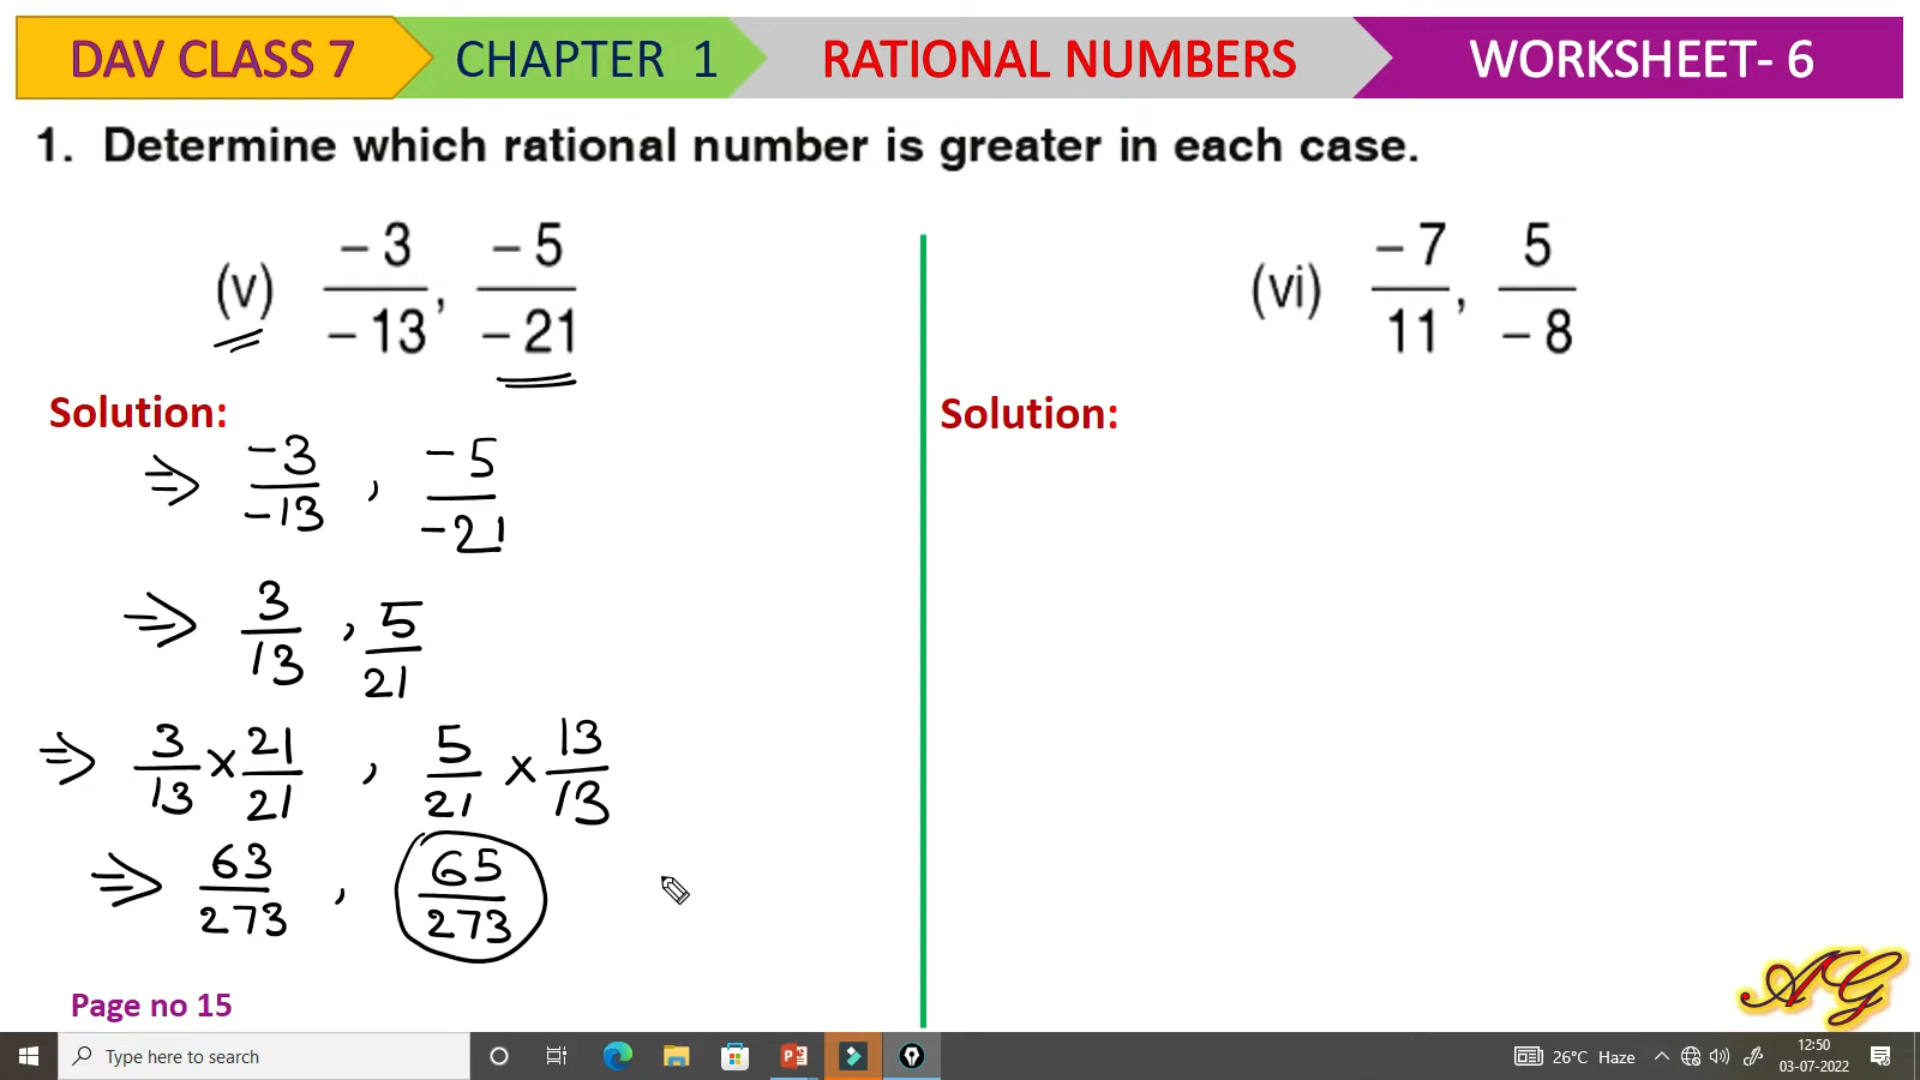 DAV CLASS 7 CHAPTER 1 RATIONAL NUMBERS WORKSHEET- 6
1. Determine which rational number is greater in each case.
(v) -3/-13, -5/-21
(vi) -7/11, 5/-8
Solution:
⇒ -3/-13 , -5/-21
⇒ 3/13 , 5/21
⇒ 3/13 × 21/21 , 5/21 × 13/13
⇒ 63/273 , 65/273
Solution:
Page no 15
AG
Type here to search
26°C Haze
12:50
03-07-2022